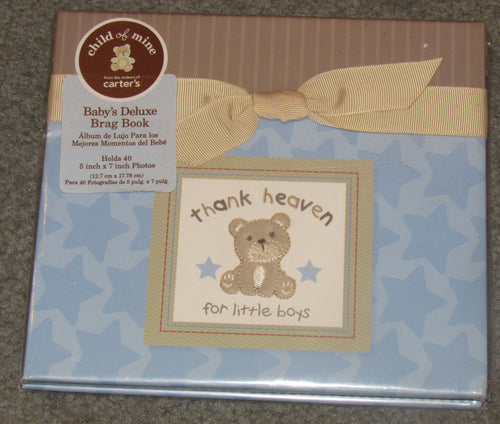 child of mine
from the makers of
carter's
Baby's Deluxe
Brag Book
Álbum de Lujo Para los
Mejores Momentos del Bebé
Holds 40
5 inch x 7 inch Photos
(12.7 cm x 17.78 cm)
Para 40 Fotografías de 5 pulg. x 7 pulg.
thank heaven
for little boys